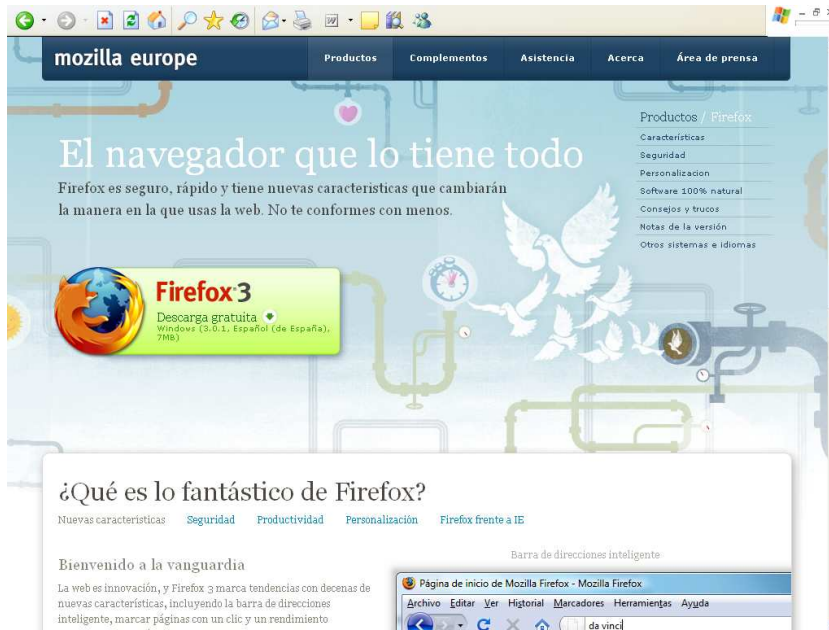 mozilla europe
Productos
Complementos
Asistencia
Acerca
Área de prensa
Productos / Firefox
Características
Seguridad
Personalizacion
Software 100% natural
Consejos y trucos
Notas de la versión
Otros sistemas e idiomas
El navegador que lo tiene todo
Firefox es seguro, rápido y tiene nuevas caracteristicas que cambiarán
la manera en la que usas la web. No te conformes con menos.
Firefox 3
Descarga gratuita
Windows (3.0.1, Español (de España),
7MB)
¿Qué es lo fantástico de Firefox?
Nuevas características
Seguridad
Productividad
Personalización
Firefox frente a IE
Bienvenido a la vanguardia
La web es innovación, y Firefox 3 marca tendencias con decenas de
nuevas características, incluyendo la barra de direcciones
inteligente, marcar páginas con un clic y un rendimiento
Barra de direcciones inteligente
Página de inicio de Mozilla Firefox - Mozilla Firefox
Archivo Editar Ver Historial Marcadores Herramientas Ayuda
da vinci